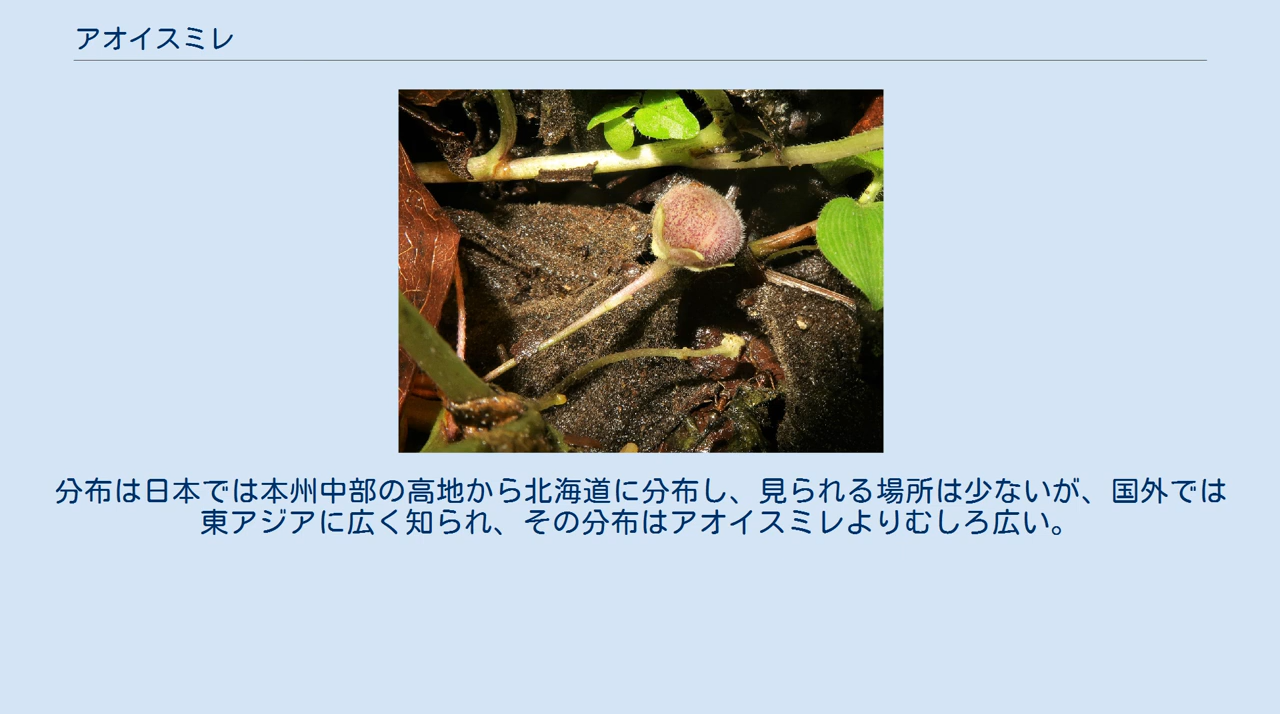 アオイスミレ
分布は日本では本州中部の高地から北海道に分布し、見られる場所は少ないが、国外では
東アジアに広く知られ、その分布はアオイスミレよりむしろ広い。